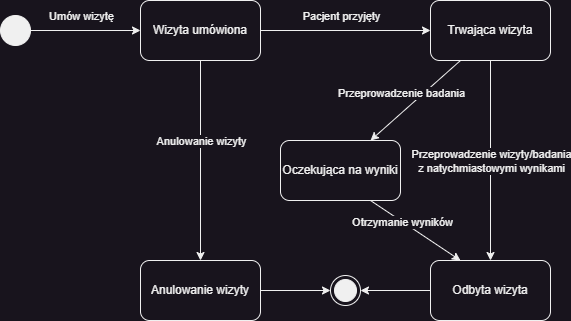 Umów wizytę
Wizyta umówiona
Pacjent przyjęty
Trwająca wizyta
Przeprowadzenie badania
Anulowanie wizyty
Przeprowadzenie wizyty/badania
z natychmiastowymi wynikami
Oczekująca na wyniki
Otrzymanie wyników
Anulowanie wizyty
Odbyta wizyta